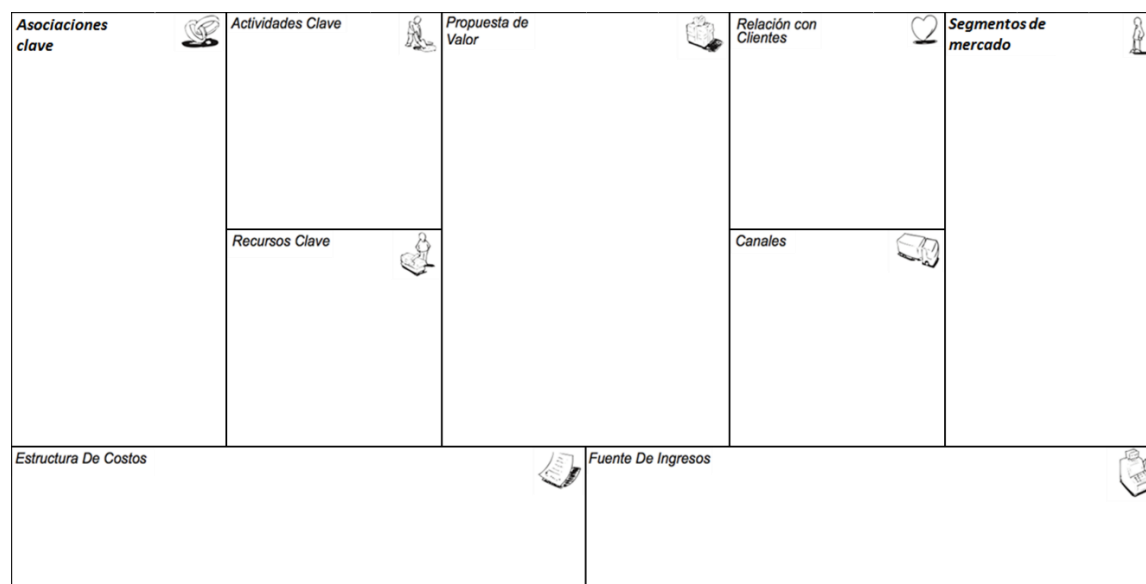 Asociaciones
clave
Actividades Clave
Propuesta de
Valor
Relación con
Clientes
Segmentos de
mercado
Recursos Clave
Canales
Estructura De Costos
Fuente De Ingresos